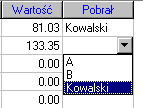 Wartość Pobrał
81.03 Kowalski
133.35
0.00 A
0.00 B
0.00 Kowalski
0.00